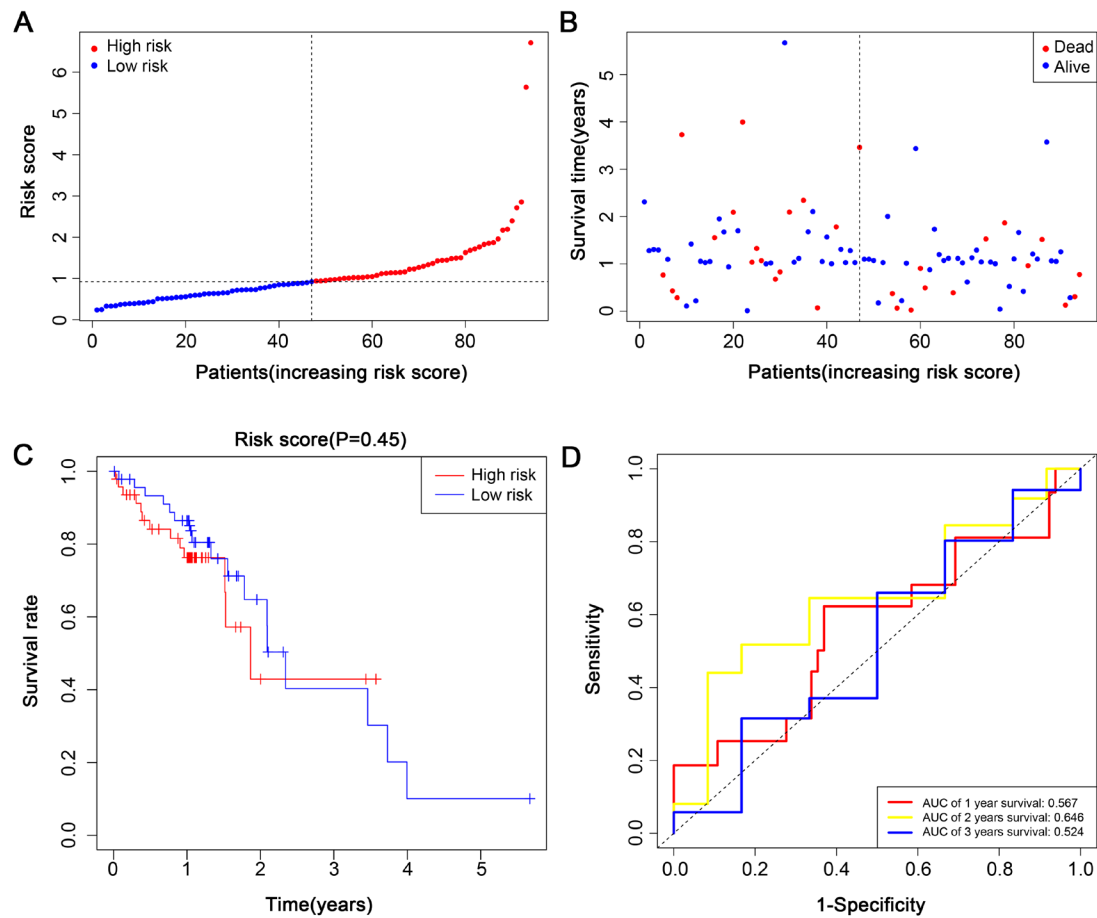 A
High risk
Low risk
Risk score
0
1
2
3
4
5
6
0
20
40
60
80
Patients(increasing risk score)
B
Dead
Alive
Survival time(years)
0
1
2
3
4
5
0
20
40
60
80
Patients(increasing risk score)
C
Risk score(P=0.45)
High risk
Low risk
Survival rate
0.0
0.2
0.4
0.6
0.8
1.0
0
1
2
3
4
5
Time(years)
D
Sensitivity
0.0
0.2
0.4
0.6
0.8
1.0
AUC of 1 year survival: 0.567
AUC of 2 years survival: 0.646
AUC of 3 years survival: 0.524
0.0
0.2
0.4
0.6
0.8
1.0
1-Specificity